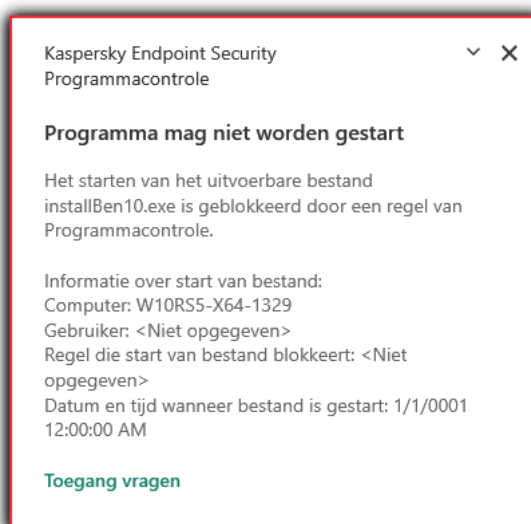 Kaspersky Endpoint Security
Programmacontrole
Programma mag niet worden gestart
Het starten van het uitvoerbare bestand
installBen10.exe is geblokkeerd door een regel van
Programmacontrole.
Informatie over start van bestand:
Computer: W10RS5-X64-1329
Gebruiker: <Niet opgegeven>
Regel die start van bestand blokkeert: <Niet
opgegeven>
Datum en tijd wanneer bestand is gestart: 1/1/0001
12:00:00 AM
Toegang vragen